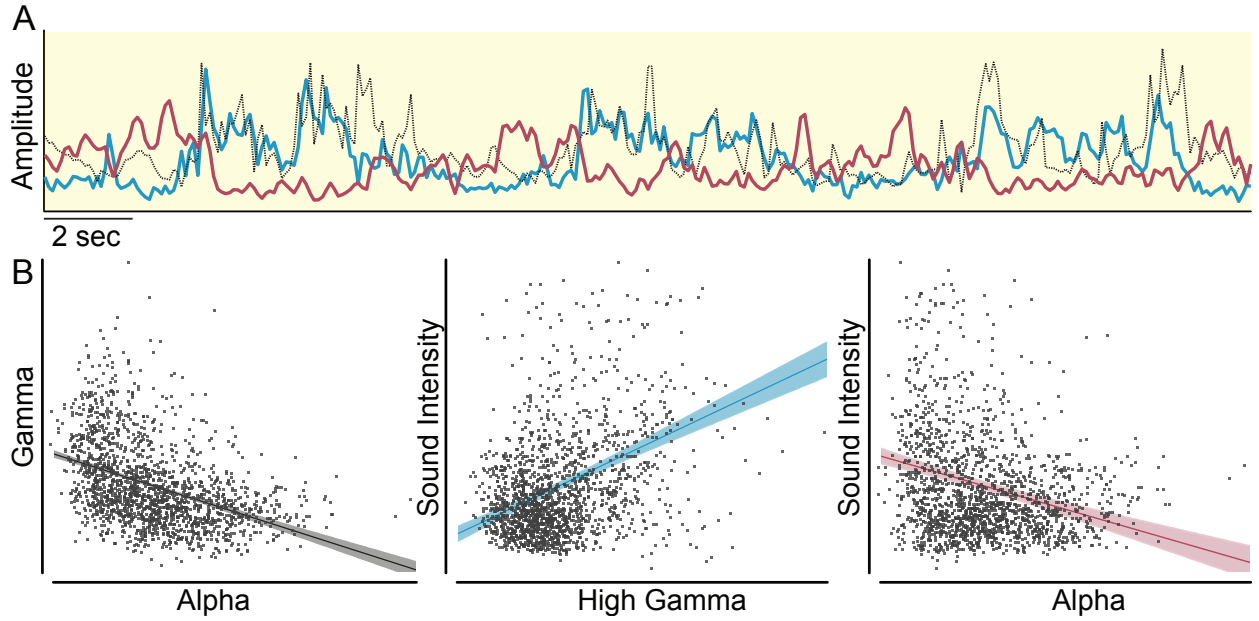 A
Amplitude
2 sec
B
Gamma
Alpha
Sound Intensity
High Gamma
Sound Intensity
Alpha